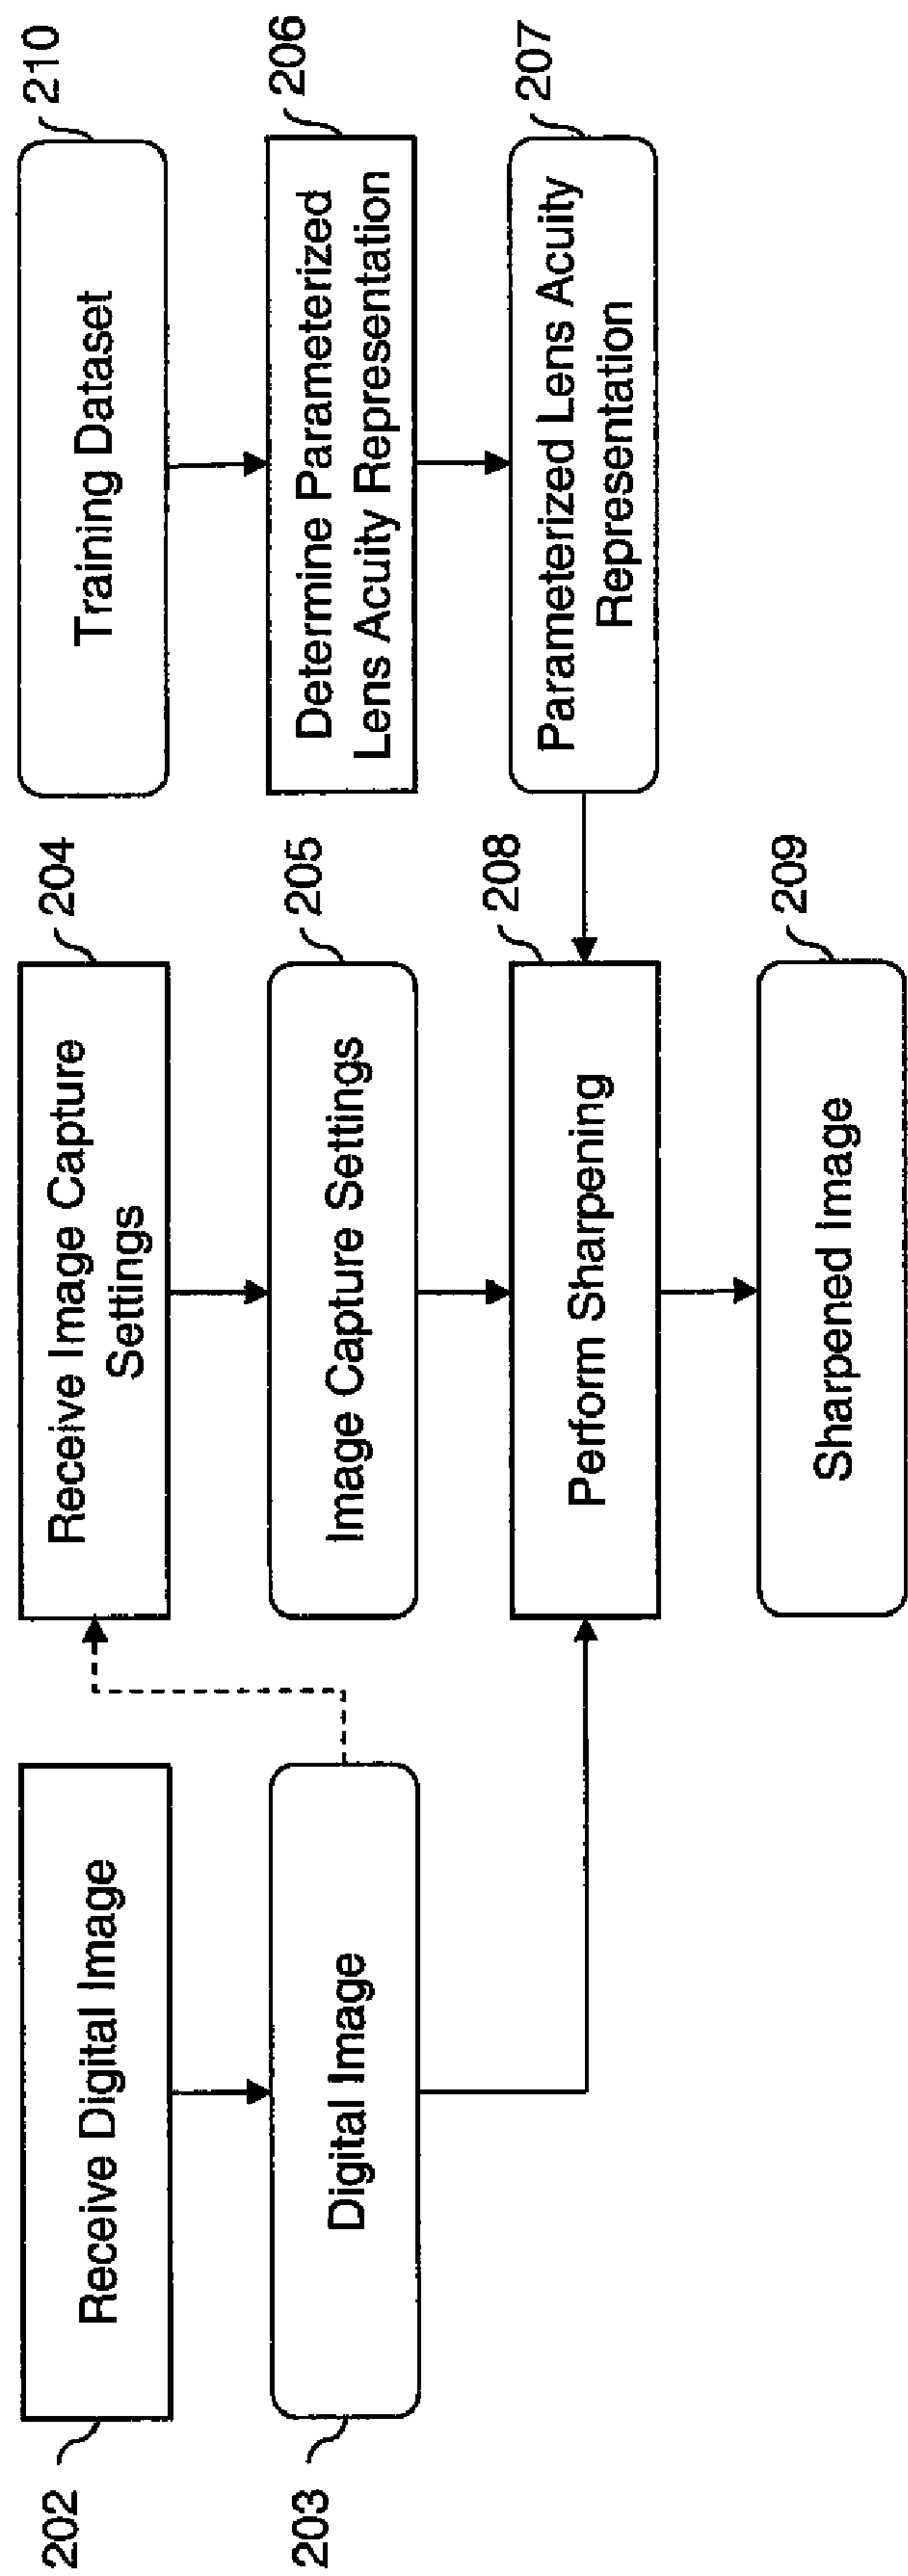 202
Receive Digital Image
203
Digital Image
204
Receive Image Capture
Settings
205
Image Capture Settings
208
Perform Sharpening
209
Sharpened Image
210
Training Dataset
206
Determine Parameterized
Lens Acuity Representation
207
Parameterized Lens Acuity
Representation